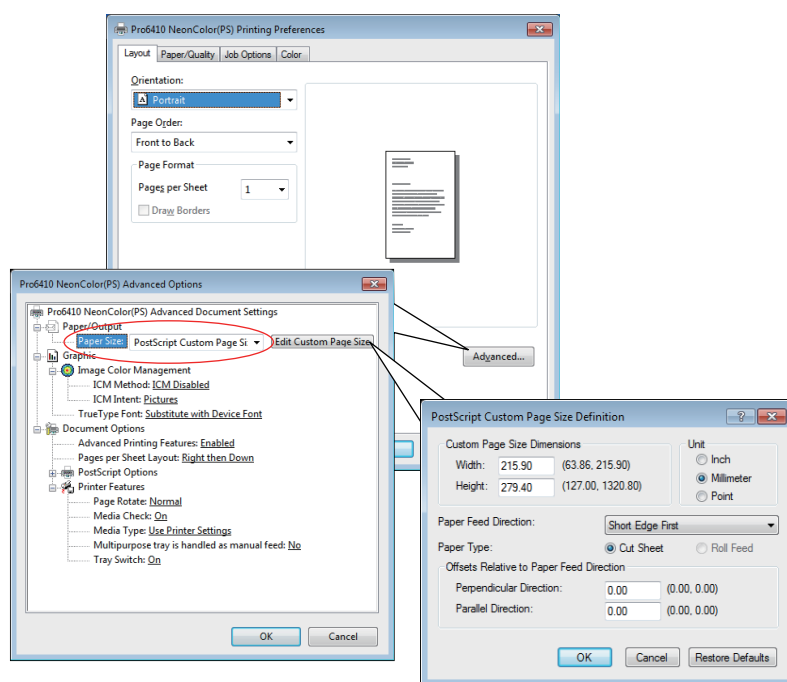 Pro6410 NeonColor(PS) Printing Preferences
Layout Paper/Quality Job Options Color
Orientation:
Portrait
Page Order:
Front to Back
Page Format
Pages per Sheet 1
Draw Borders
Advanced...
Pro6410 NeonColor(PS) Advanced Options
Pro6410 NeonColor(PS) Advanced Document Settings
Paper/Output
Paper Size: PostScript Custom Page Si Edit Custom Page Size
Graphic
Image Color Management
ICM Method: ICM Disabled
ICM Intent: Pictures
TrueType Font: Substitute with Device Font
Document Options
Advanced Printing Features: Enabled
Pages per Sheet Layout: Right then Down
PostScript Options
Printer Features
Page Rotate: Normal
Media Check: On
Media Type: Use Printer Settings
Multipurpose tray is handled as manual feed: No
Tray Switch: On
OK Cancel
PostScript Custom Page Size Definition
Custom Page Size Dimensions
Width: 215.90 (63.86, 215.90)
Height: 279.40 (127.00, 1320.80)
Unit
Inch
Millimeter
Point
Paper Feed Direction: Short Edge First
Paper Type: Cut Sheet Roll Feed
Offsets Relative to Paper Feed Direction
Perpendicular Direction: 0.00 (0.00, 0.00)
Parallel Direction: 0.00 (0.00, 0.00)
OK Cancel Restore Defaults